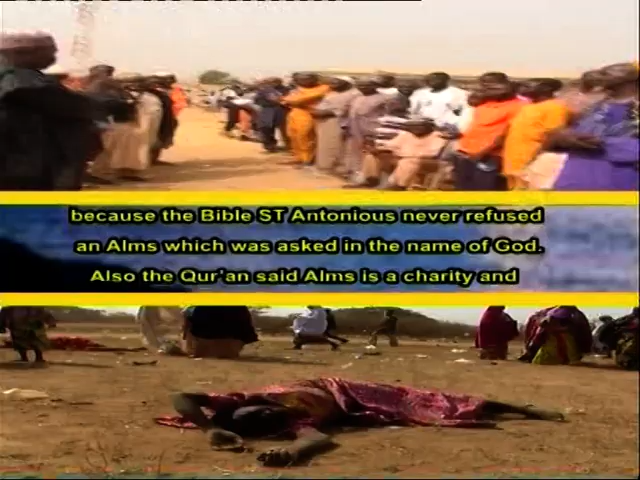 because the Bible ST Antonious never refused
an Alms which was asked in the name of God.
Also the Qur'an said Alms is a charity and